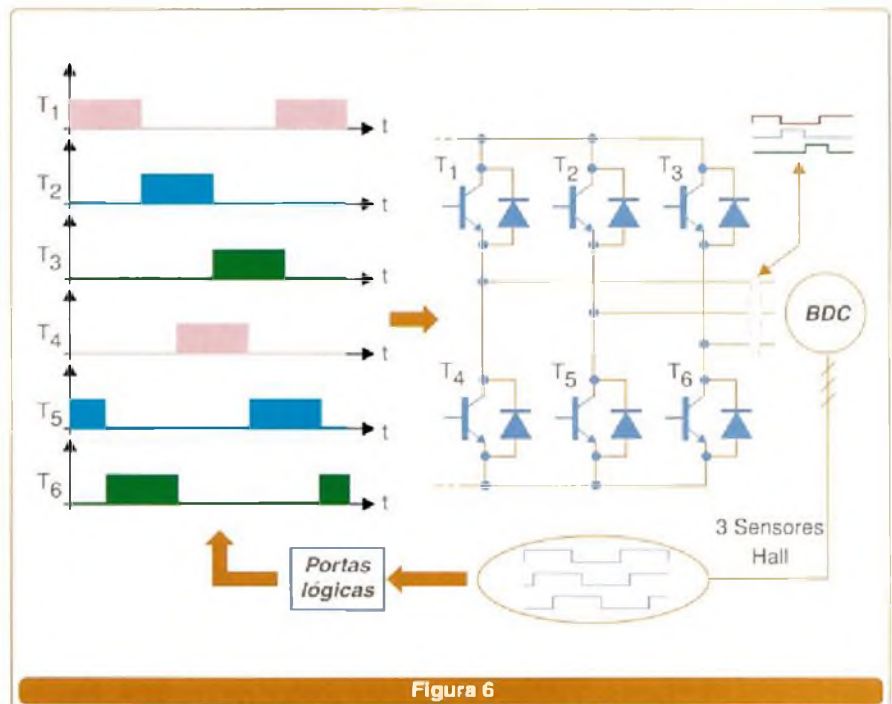 T1
t
T2
t
T3
t
T4
t
T5
t
T6
t
T1
T2
T3
BDC
T4
T5
T6
3 Sensores
Hall
Portas
lógicas
Figura 6